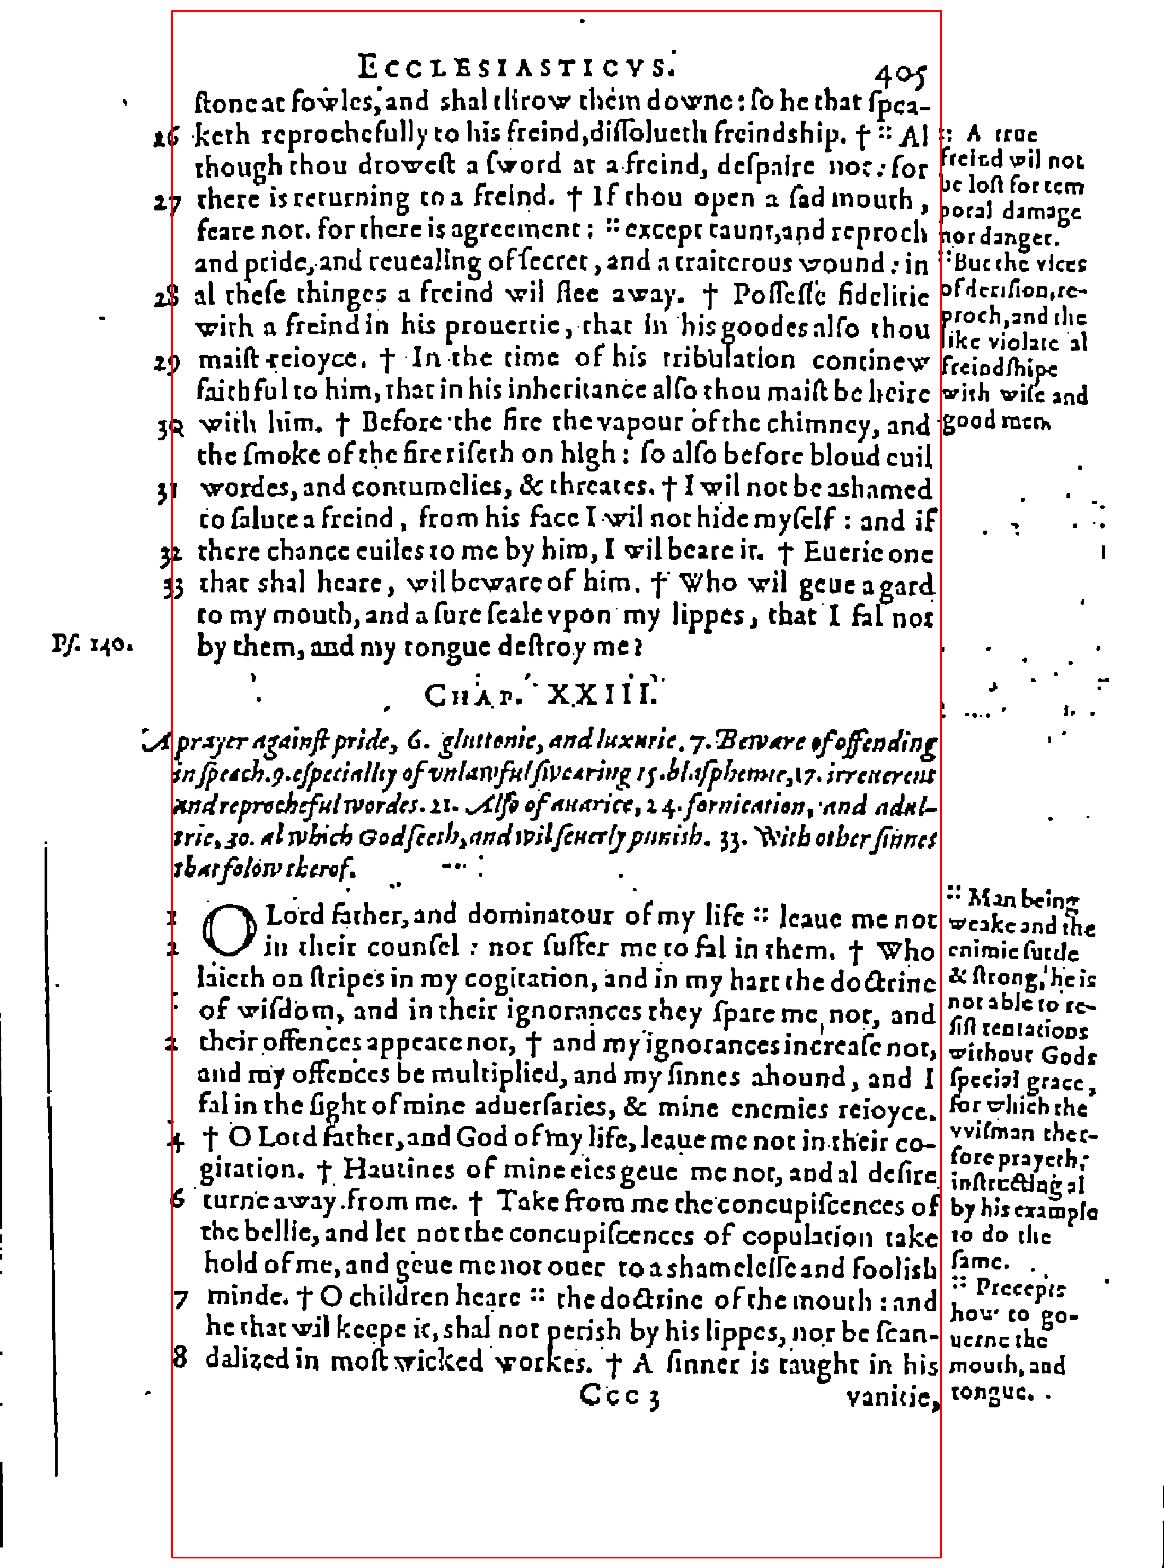 ECCLESIASTICVS.
405
ſtone at fowles, and shal throw them downe: ſo he that ſpea-
26 keth reprochefully to his freind, diſſolueth freindship. † :: Al
though thou droweſt a ſword at a freind, deſpaire not: for
27 there is returning to a freind. † If thou open a ſad mouth,
feare not. for there is agreement: :: except taunt, and reproch
and pride, and reuealing of ſecret, and a traiterous wound: in
28 al theſe thinges a freind wil flee away. † Poſſeſſe fidelitie
with a freind in his pouertie, that in his goodes alſo thou
29 maiſt reioyce. † In the time of his tribulation continew
faithful to him, that in his inheritance alſo thou maiſt be heire
30 with him. † Before the fire the vapour of the chimney, and
the ſmoke of the fire riſeth on high: ſo alſo before bloud euil
31 wordes, and contumelies, & threates. † I wil not be ashamed
to ſalute a freind, from his face I wil not hide myſelf: and if
32 there chance euiles to me by him, I wil beare it. † Euerie one
33 that shal heare, wil beware of him. † Who wil geue a gard
to my mouth, and a ſure ſeale vpon my lippes, that I fal not
by them, and my tongue deſtroy me?
Pſ. 140.
:: A true
freind wil not
be loſt for tem
poral damage
nor danger.
:: But the vices
of deriſion, re-
proch, and the
like violate al
freindſhipe
with wiſe and
good men.
CHAP. XXIII.
A prayer againſt pride, 6. gluttonie, and luxurie. 7. Beware of offending
in ſpeach. 9. eſpecially of vnlawful ſwearing 15. blaſphemie, 17. irreuerent
and reprocheful wordes. 21. Alſo of auarice, 24. fornication, and adul-
trie, 30. al which God ſeeth, and wil ſeuerly punish. 33. With other ſinnes
that folow therof.
1 O Lord father, and dominatour of my life :: leaue me not
2 in their counſel: nor ſuffer me to fal in them. † Who
laieth on ſtripes in my cogitation, and in my hart the doctrine
of wiſdom, and in their ignorances they ſpare me not, and
their offences appeare not, † and my ignorances increaſe not,
and my offences be multiplied, and my ſinnes abound, and I
fal in the ſight of mine aduerſaries, & mine enemies reioyce.
4 † O Lord father, and God of my life, leaue me not in their co-
gitation. † Hautines of mine eies geue me not, and al deſire
6 turne away from me. † Take from me the concupiſcences of
the bellie, and let not the concupiſcences of copulation take
hold of me, and geue me not ouer to a shameleſſe and foolish
7 minde. † O children heare :: the doctrine of the mouth: and
he that wil keepe it, shal not perish by his lippes, nor be ſcan-
8 dalized in moſt wicked workes. † A ſinner is taught in his
Ccc 3
vanitie,
:: Man being
weake and the
enimie ſutele
& ſtrong, he is
not able to re-
ſiſt tentations
without Gods
ſpecial grace,
for which the
vviſman ther-
fore prayeth,
inſtructing al
by his example
to do the
ſame.
:: Precepts
how to go-
uerne the
mouth, and
tongue.